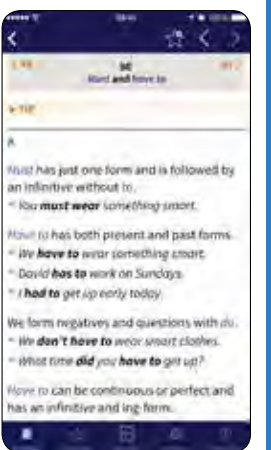 Must and have to
TIP
A
Must has just one form and is followed by
an infinitive without to.
You must wear something smart.
Have to has both present and past forms.
We have to wear something smart.
David has to work on Sundays.
I had to get up early today.
We form negatives and questions with do.
We don't have to wear smart clothes.
What time did you have to get up?
Have to can be continuous or perfect and
has an infinitive and ing-form.